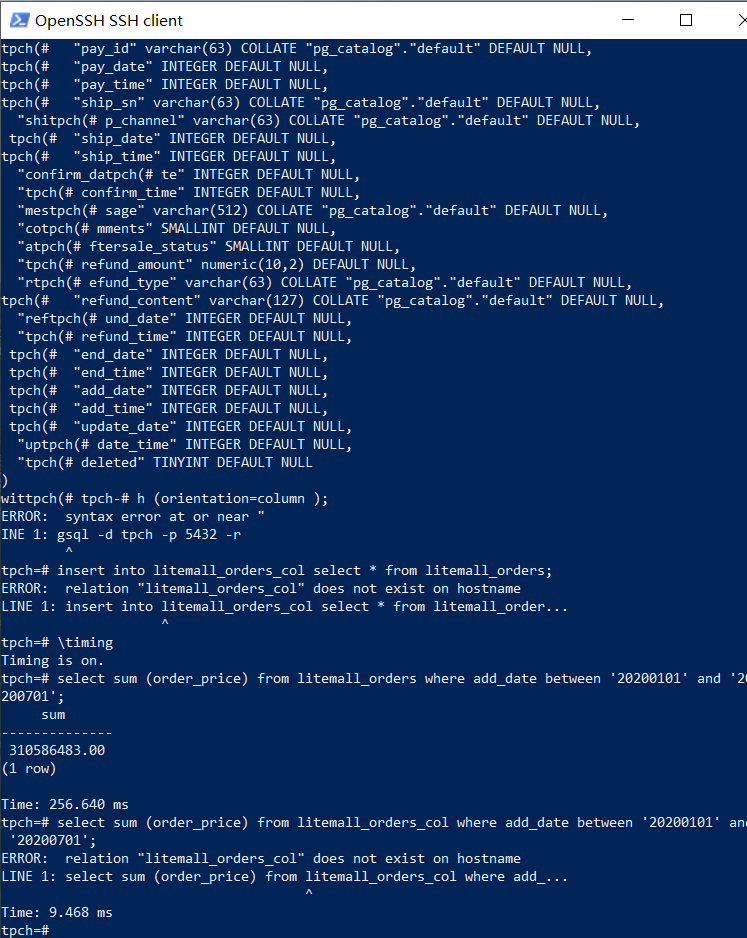 OpenSSH SSH client
tpch(#   "pay_id" varchar(63) COLLATE "pg_catalog"."default" DEFAULT NULL,
tpch(#   "pay_date" INTEGER DEFAULT NULL,
tpch(#   "pay_time" INTEGER DEFAULT NULL,
tpch(#   "ship_sn" varchar(63) COLLATE "pg_catalog"."default" DEFAULT NULL,
  "shitpch(# p_channel" varchar(63) COLLATE "pg_catalog"."default" DEFAULT NULL,
 tpch(#  "ship_date" INTEGER DEFAULT NULL,
tpch(#   "ship_time" INTEGER DEFAULT NULL,
  "confirm_datpch(# te" INTEGER DEFAULT NULL,
  "tpch(# confirm_time" INTEGER DEFAULT NULL,
  "mestpch(# sage" varchar(512) COLLATE "pg_catalog"."default" DEFAULT NULL,
  "cotpch(# mments" SMALLINT DEFAULT NULL,
  "atpch(# ftersale_status" SMALLINT DEFAULT NULL,
  "tpch(# refund_amount" numeric(10,2) DEFAULT NULL,
  "rtpch(# efund_type" varchar(63) COLLATE "pg_catalog"."default" DEFAULT NULL,
tpch(#   "refund_content" varchar(127) COLLATE "pg_catalog"."default" DEFAULT NULL,
  "reftpch(# und_date" INTEGER DEFAULT NULL,
  "tpch(# refund_time" INTEGER DEFAULT NULL,
 tpch(#  "end_date" INTEGER DEFAULT NULL,
 tpch(#  "end_time" INTEGER DEFAULT NULL,
 tpch(#  "add_date" INTEGER DEFAULT NULL,
 tpch(#  "add_time" INTEGER DEFAULT NULL,
 tpch(#  "update_date" INTEGER DEFAULT NULL,
  "uptpch(# date_time" INTEGER DEFAULT NULL,
  "tpch(# deleted" TINYINT DEFAULT NULL
)
wittpch(# tpch-# h (orientation=column );
ERROR:  syntax error at or near "
INE 1: gsql -d tpch -p 5432 -r
        ^
tpch=# insert into litemall_orders_col select * from litemall_orders;
ERROR:  relation "litemall_orders_col" does not exist on hostname
LINE 1: insert into litemall_orders_col select * from litemall_order...
                    ^
tpch=# \timing
Timing is on.
tpch=# select sum (order_price) from litemall_orders where add_date between '20200101' and '20
200701';
     sum
--------------
 310586483.00
(1 row)
Time: 256.640 ms
tpch=# select sum (order_price) from litemall_orders_col where add_date between '20200101' and
 '20200701';
ERROR:  relation "litemall_orders_col" does not exist on hostname
LINE 1: select sum (order_price) from litemall_orders_col where add_...
                                      ^
Time: 9.468 ms
tpch=#